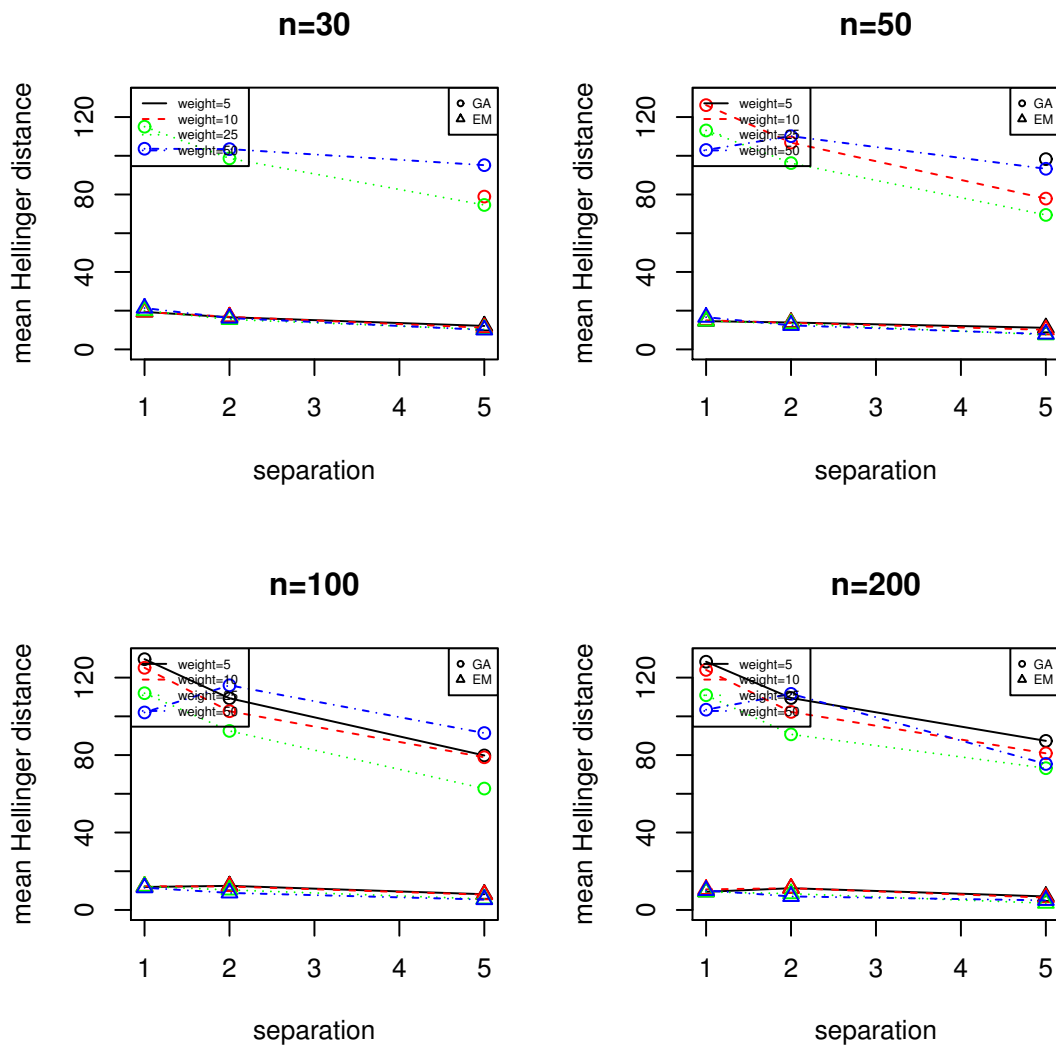 n=30
mean Hellinger distance
0 40 80 120
1 2 3 4 5
separation
weight=5
weight=10
weight=25
weight=50
GA
EM
n=50
mean Hellinger distance
0 40 80 120
1 2 3 4 5
separation
weight=5
weight=10
weight=50
GA
EM
n=100
mean Hellinger distance
0 40 80 120
1 2 3 4 5
separation
weight=5
weight=10
GA
EM
n=200
mean Hellinger distance
0 40 80 120
1 2 3 4 5
separation
weight=5
weight=10
GA
EM